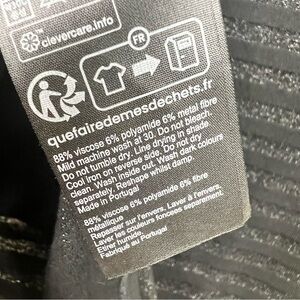 clevercare.info
FR
quefairedemesdechets.fr
88% viscose 6% polyamide 6% metal fibre
Mild machine wash at 30. Do not bleach.
Do not tumble dry. Line drying in shade.
Cool iron on reverse side. Do not dry
clean. Wash inside out. Wash dark colours
separately. Reshape whilst damp.
Made in Portugal
88% viscose 6% polyamide 6% fibre
métallique
Repasser sur l'envers. Laver à l'envers.
Laver les couleurs foncées séparement.
Etirer humide.
Fabriqué au Portugal